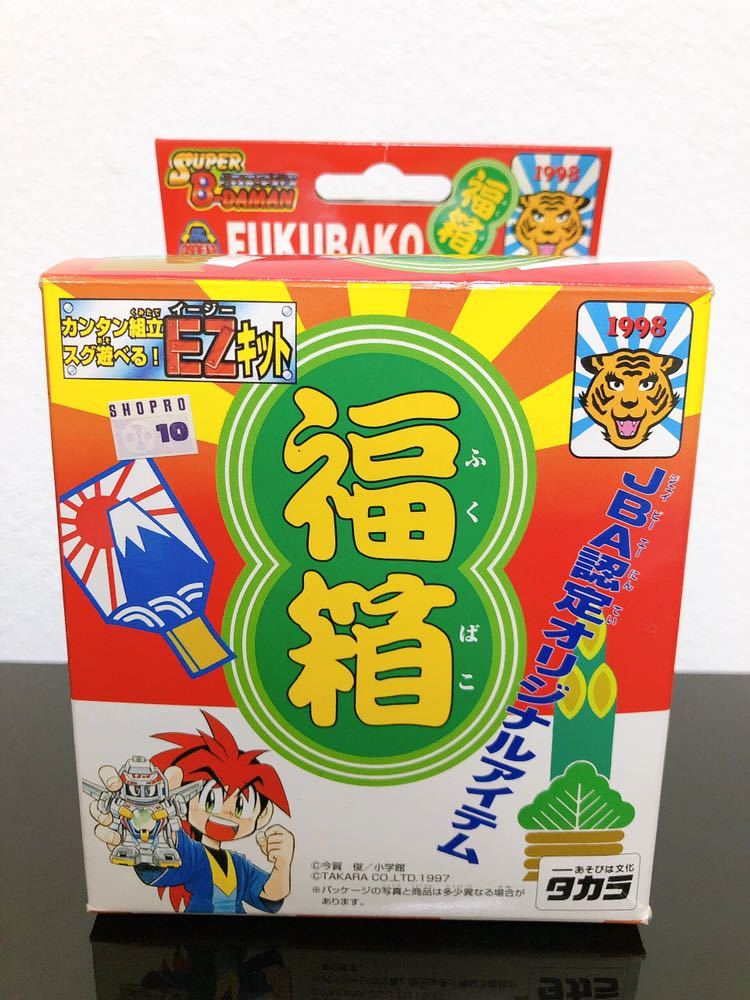 SUPER
B-DAMAN
FUKUBAKO
福箱
1998
カンタン組立
くみたて
スグ遊べる!
あそ
イージー
EZキット
1998
SHOPRO
10
福箱
ふく
ばこ
JBA認定オリジナルアイテム
ジェイビーエーにんてい
©今賀 俊/小学館
©TAKARA CO.,LTD.1997
※パッケージの写真と商品は多少異なる場合が
あります。
あそびは文化
タカラ